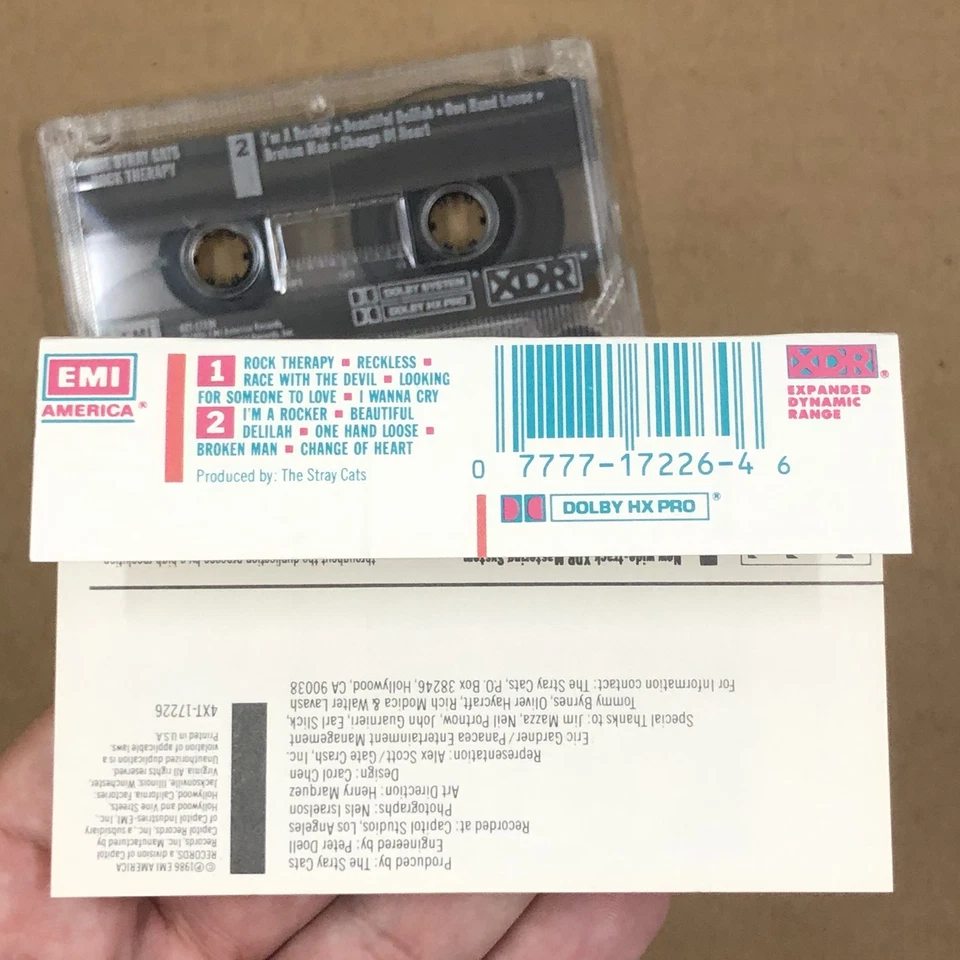 THE STRAY CATS
ROCK THERAPY
2
I'm A Rocker • Beautiful Delilah • One Hand Loose •
Broken Man • Change Of Heart
DOLBY SYSTEM
DOLBY HX PRO
XDR
EMI
EMI
AMERICA®
1 ROCK THERAPY ▪ RECKLESS ▪
RACE WITH THE DEVIL ▪ LOOKING
FOR SOMEONE TO LOVE ▪ I WANNA CRY
2 I'M A ROCKER ▪ BEAUTIFUL
DELILAH ▪ ONE HAND LOOSE ▪
BROKEN MAN ▪ CHANGE OF HEART
Produced by: The Stray Cats
0 7777-17226-4 6
DOLBY HX PRO®
XDR®
EXPANDED
DYNAMIC
RANGE
Produced by: The Stray Cats
Engineered by: Peter Doell
Recorded at: Capitol Studios, Los Angeles
Photographs: Nels Israelson
Art Direction: Henry Marquez
Design: Carol Chen
Representation: Alex Scott/ Gate Crash, Inc.
Eric Gardner/Panacea Entertainment Management
Special Thanks to: Jim Mazza, Neil Portnow, John Guarnieri, Earl Slick,
Tommy Byrnes, Oliver, Haycraft, Rich Modica & Walter Lavash
For Information contact: The Stray Cats, P.O. Box 38246, Hollywood, CA 90038
©℗1986 EMI AMERICA
RECORDS, a division of Capitol
Records, Inc. Manufactured by
Capitol Records, Inc., a subsidiary
of Capitol Industries-EMI, Inc.,
Hollywood and Vine Streets,
Hollywood, California. Factories:
Jacksonville, Illinois, Winchester,
Virginia. All rights reserved.
Unauthorized duplication is a
violation of applicable laws.
Printed in U.S.A.
4XT-17226
New wide-track XDR Mastering System
throughout the duplication process by a high resolution